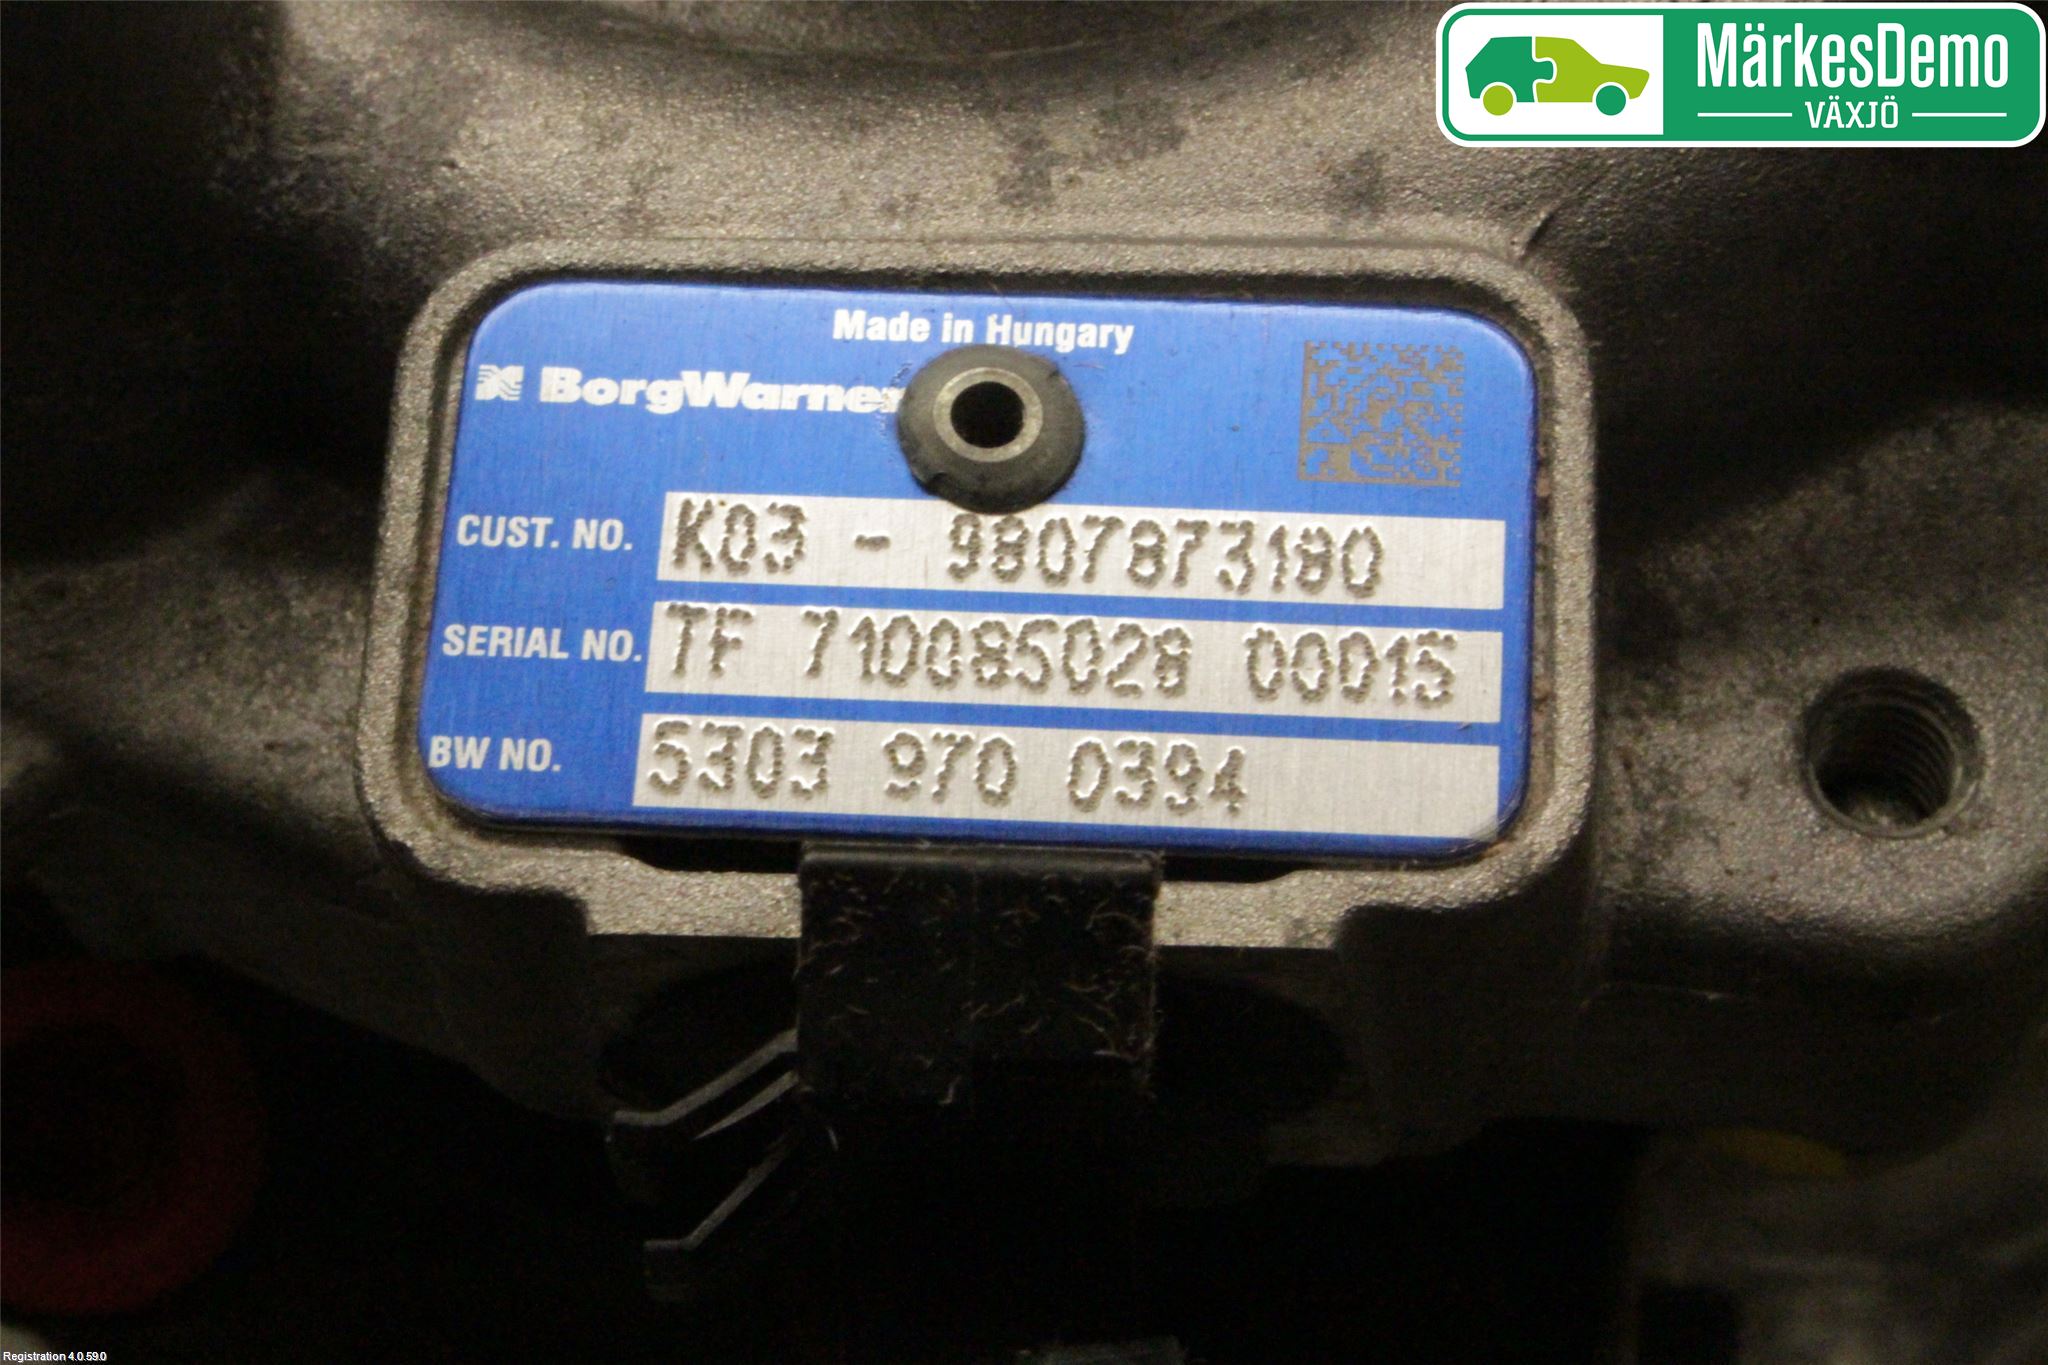 MärkesDemo
VÄXJÖ
Made in Hungary
BorgWarner
CUST. NO. K03 - 9807873180
SERIAL NO. TF 710085028 00015
BW NO. 5303 970 0394
Registration 4.0.59.0